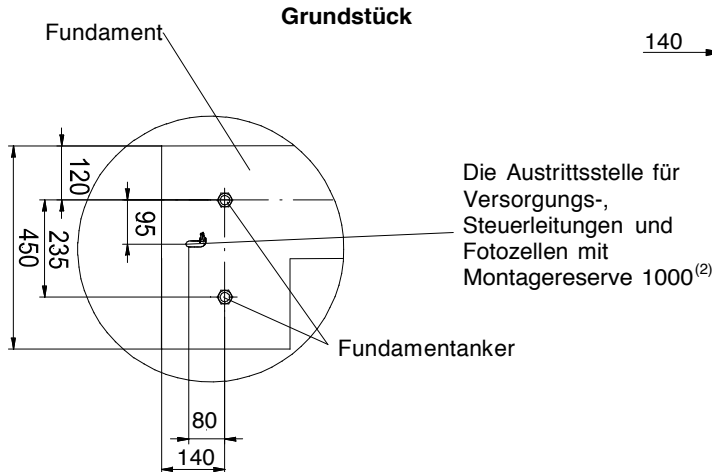 Grundstück
Fundament
140
120
95
235
450
Die Austrittsstelle für
Versorgungs-,
Steuerleitungen und
Fotozellen mit
Montagereserve 1000(2)
Fundamentanker
80
140